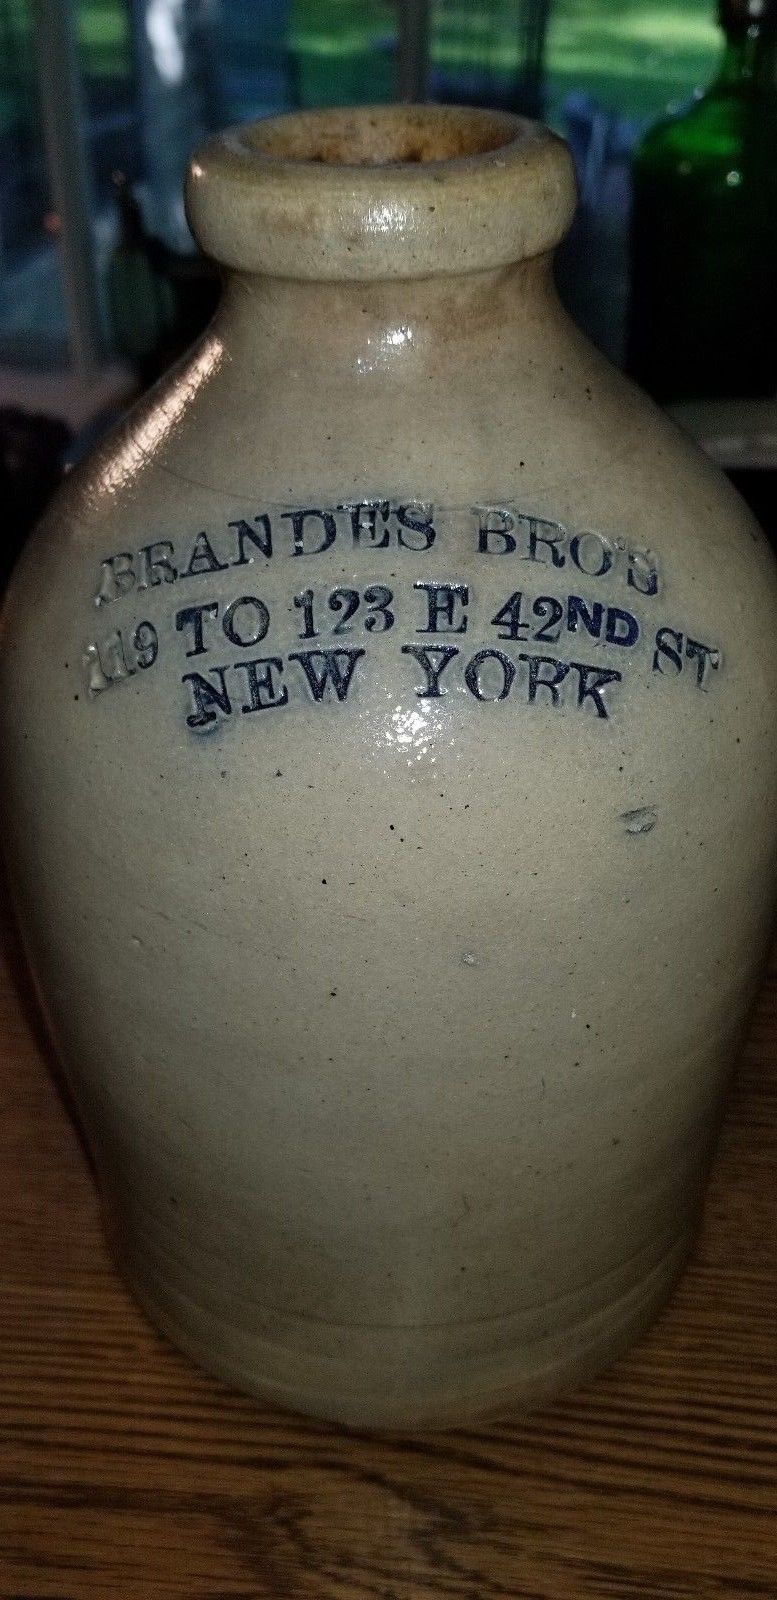 BRANDES BRO'S
119 TO 123 E 42ND ST
NEW YORK